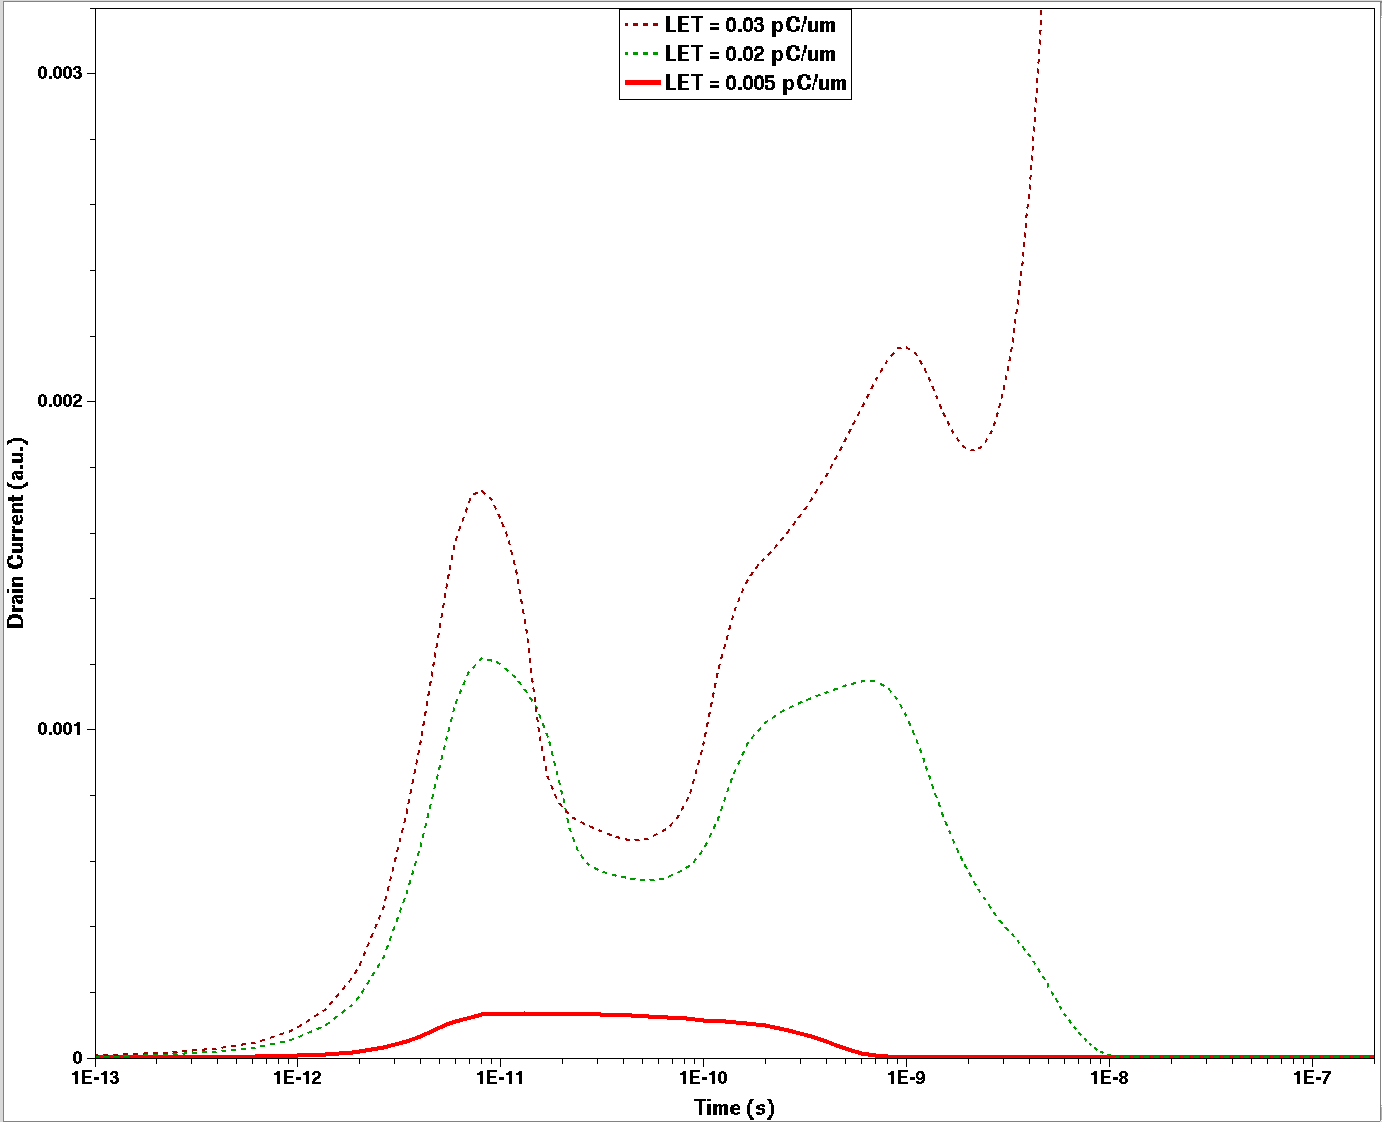 LET = 0.03 pC/um
LET = 0.02 pC/um
LET = 0.005 pC/um
0.003
0.002
0.001
0
Drain Current (a.u.)
1E-13 1E-12 1E-11 1E-10 1E-9 1E-8 1E-7
Time (s)